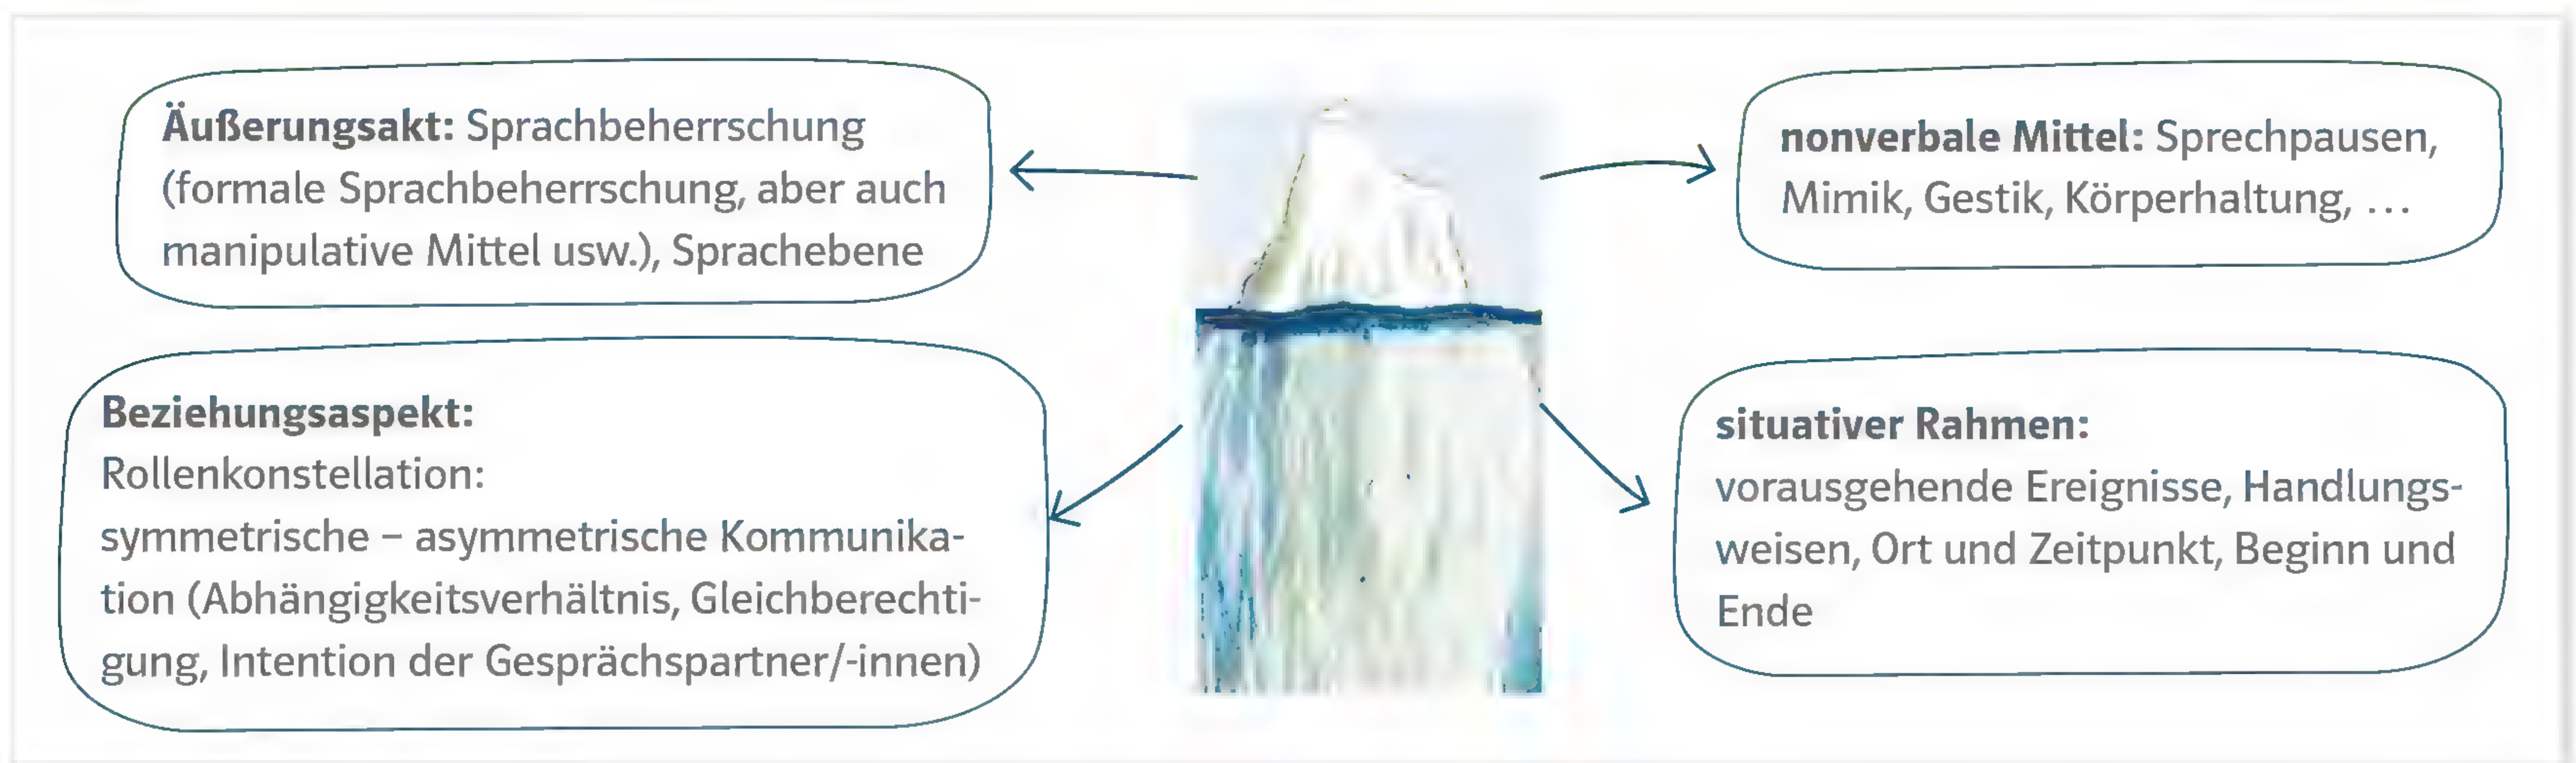 Äußerungsakt: Sprachbeherrschung
(formale Sprachbeherrschung, aber auch
manipulative Mittel usw.), Sprachebene
nonverbale Mittel: Sprechpausen,
Mimik, Gestik, Körperhaltung, …
Beziehungsaspekt:
Rollenkonstellation:
symmetrische – asymmetrische Kommunika-
tion (Abhängigkeitsverhältnis, Gleichberechti-
gung, Intention der Gesprächspartner/-innen)
situativer Rahmen:
vorausgehende Ereignisse, Handlungs-
weisen, Ort und Zeitpunkt, Beginn und
Ende